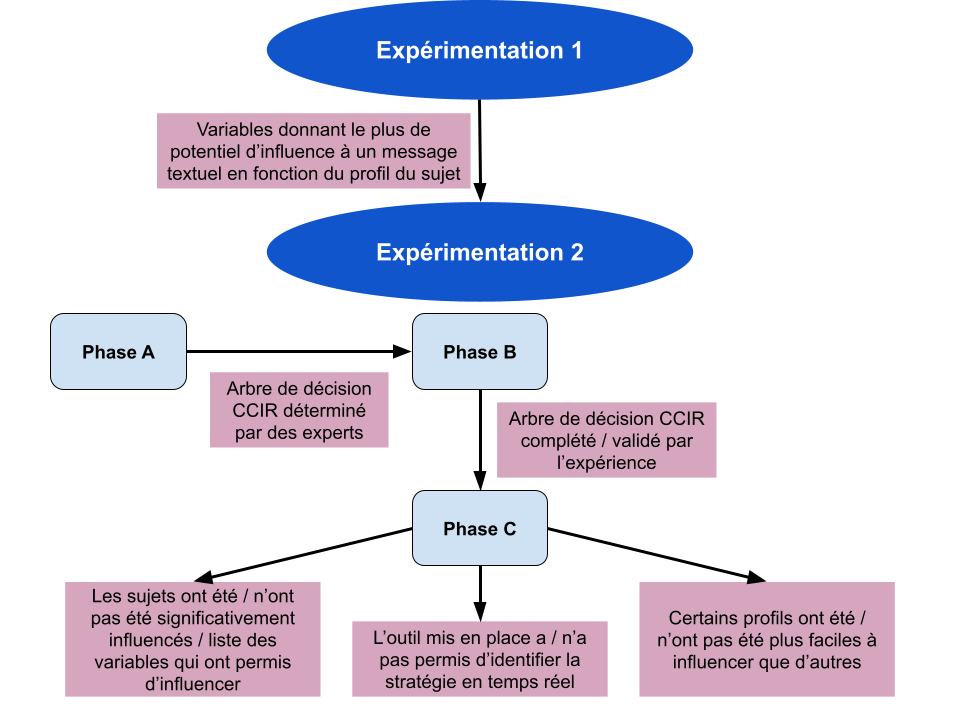 Expérimentation 1
Variables donnant le plus de
potentiel d’influence à un message
textuel en fonction du profil du sujet
Expérimentation 2
Phase A
Phase B
Arbre de décision
CCIR déterminé
par des experts
Arbre de décision CCIR
complété / validé par
l’expérience
Phase C
Les sujets ont été / n’ont
pas été significativement
influencés / liste des
variables qui ont permis
d’influencer
L’outil mis en place a / n’a
pas permis d’identifier la
stratégie en temps réel
Certains profils ont été /
n’ont pas été plus faciles à
influencer que d’autres